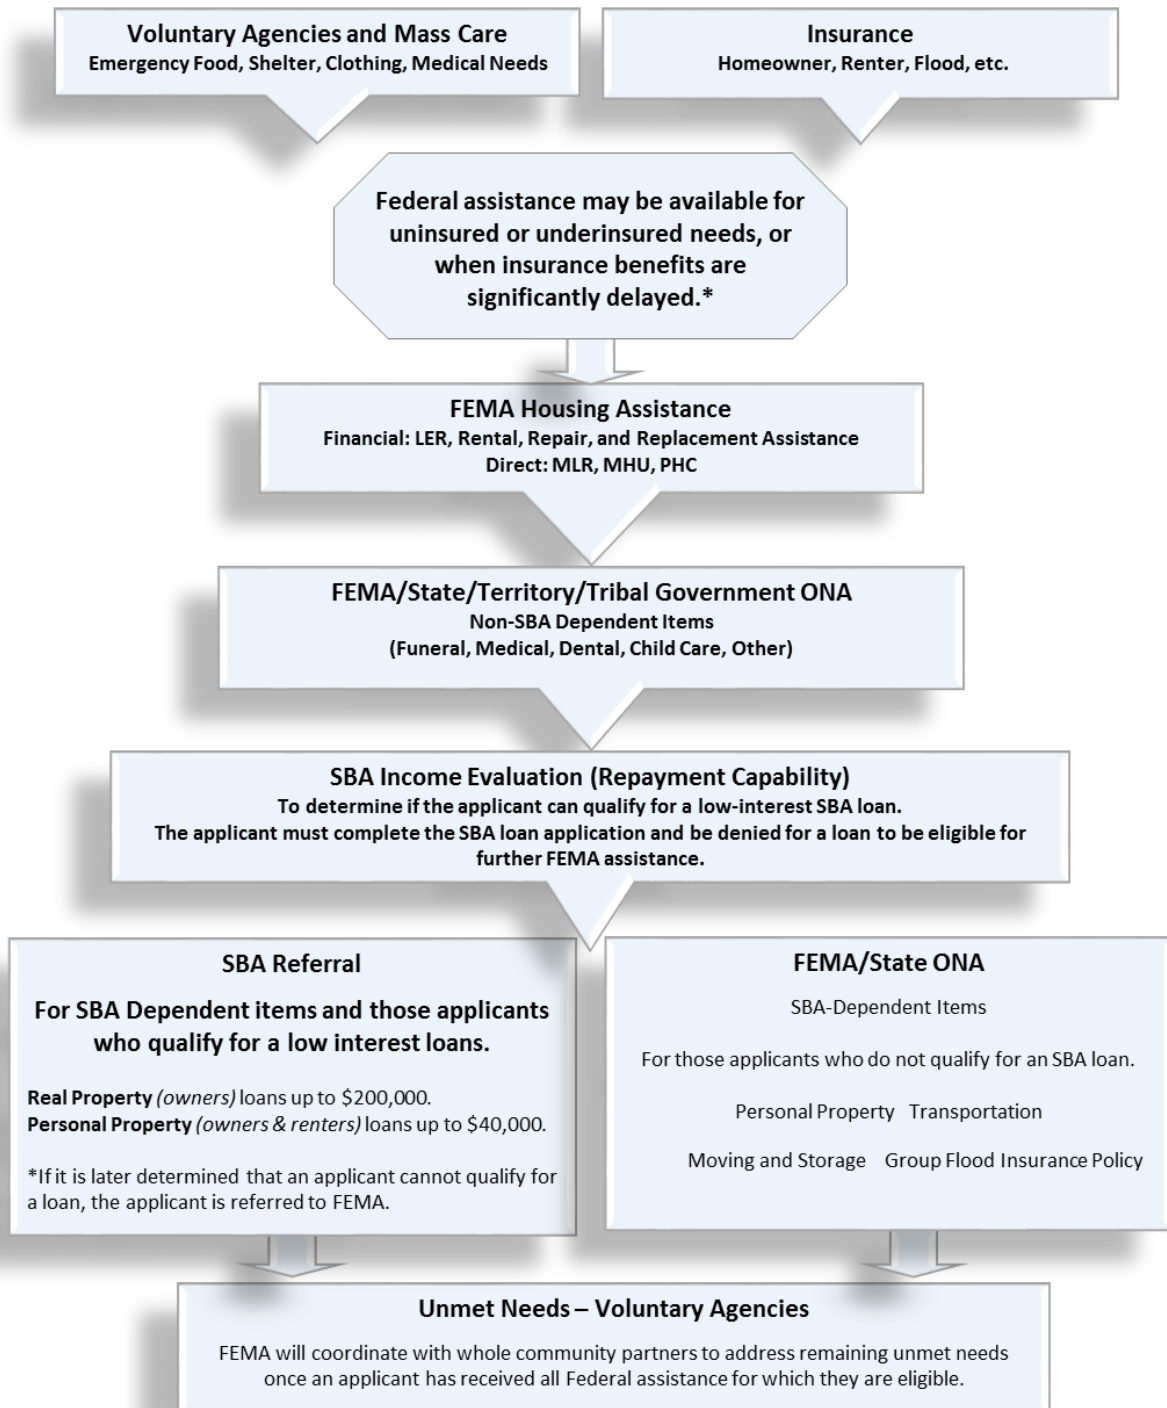 Voluntary Agencies and Mass Care
Emergency Food, Shelter, Clothing, Medical Needs
Insurance
Homeowner, Renter, Flood, etc.
Federal assistance may be available for
uninsured or underinsured needs, or
when insurance benefits are
significantly delayed.*
FEMA Housing Assistance
Financial: LER, Rental, Repair, and Replacement Assistance
Direct: MLR, MHU, PHC
FEMA/State/Territory/Tribal Government ONA
Non-SBA Dependent Items
(Funeral, Medical, Dental, Child Care, Other)
SBA Income Evaluation (Repayment Capability)
To determine if the applicant can qualify for a low-interest SBA loan.
The applicant must complete the SBA loan application and be denied for a loan to be eligible for
further FEMA assistance.
SBA Referral
For SBA Dependent items and those applicants
who qualify for a low interest loans.
Real Property (owners) loans up to $200,000.
Personal Property (owners & renters) loans up to $40,000.
*If it is later determined that an applicant cannot qualify for
a loan, the applicant is referred to FEMA.
FEMA/State ONA
SBA-Dependent Items
For those applicants who do not qualify for an SBA loan.
Personal Property Transportation
Moving and Storage Group Flood Insurance Policy
Unmet Needs – Voluntary Agencies
FEMA will coordinate with whole community partners to address remaining unmet needs
once an applicant has received all Federal assistance for which they are eligible.